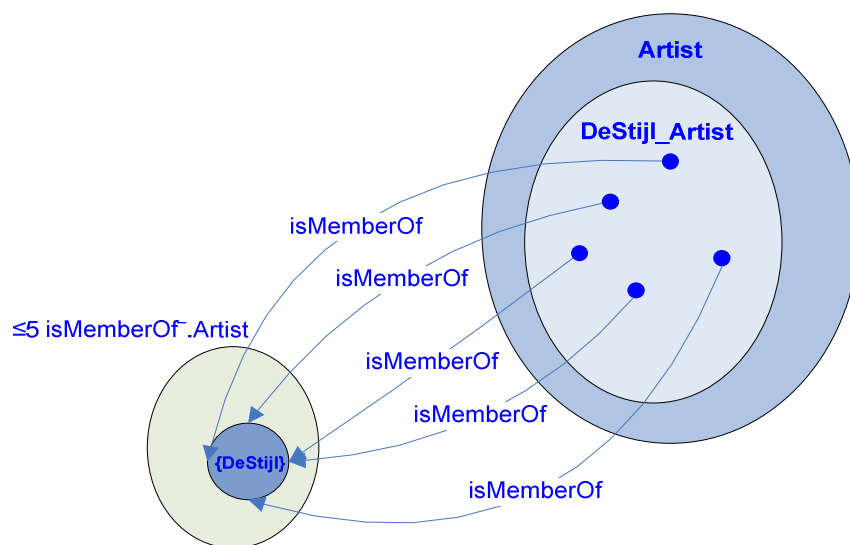 Artist
DeStijl_Artist
isMemberOf
isMemberOf
≤5 isMemberOf⁻.Artist
isMemberOf
isMemberOf
{DeStijl}
isMemberOf